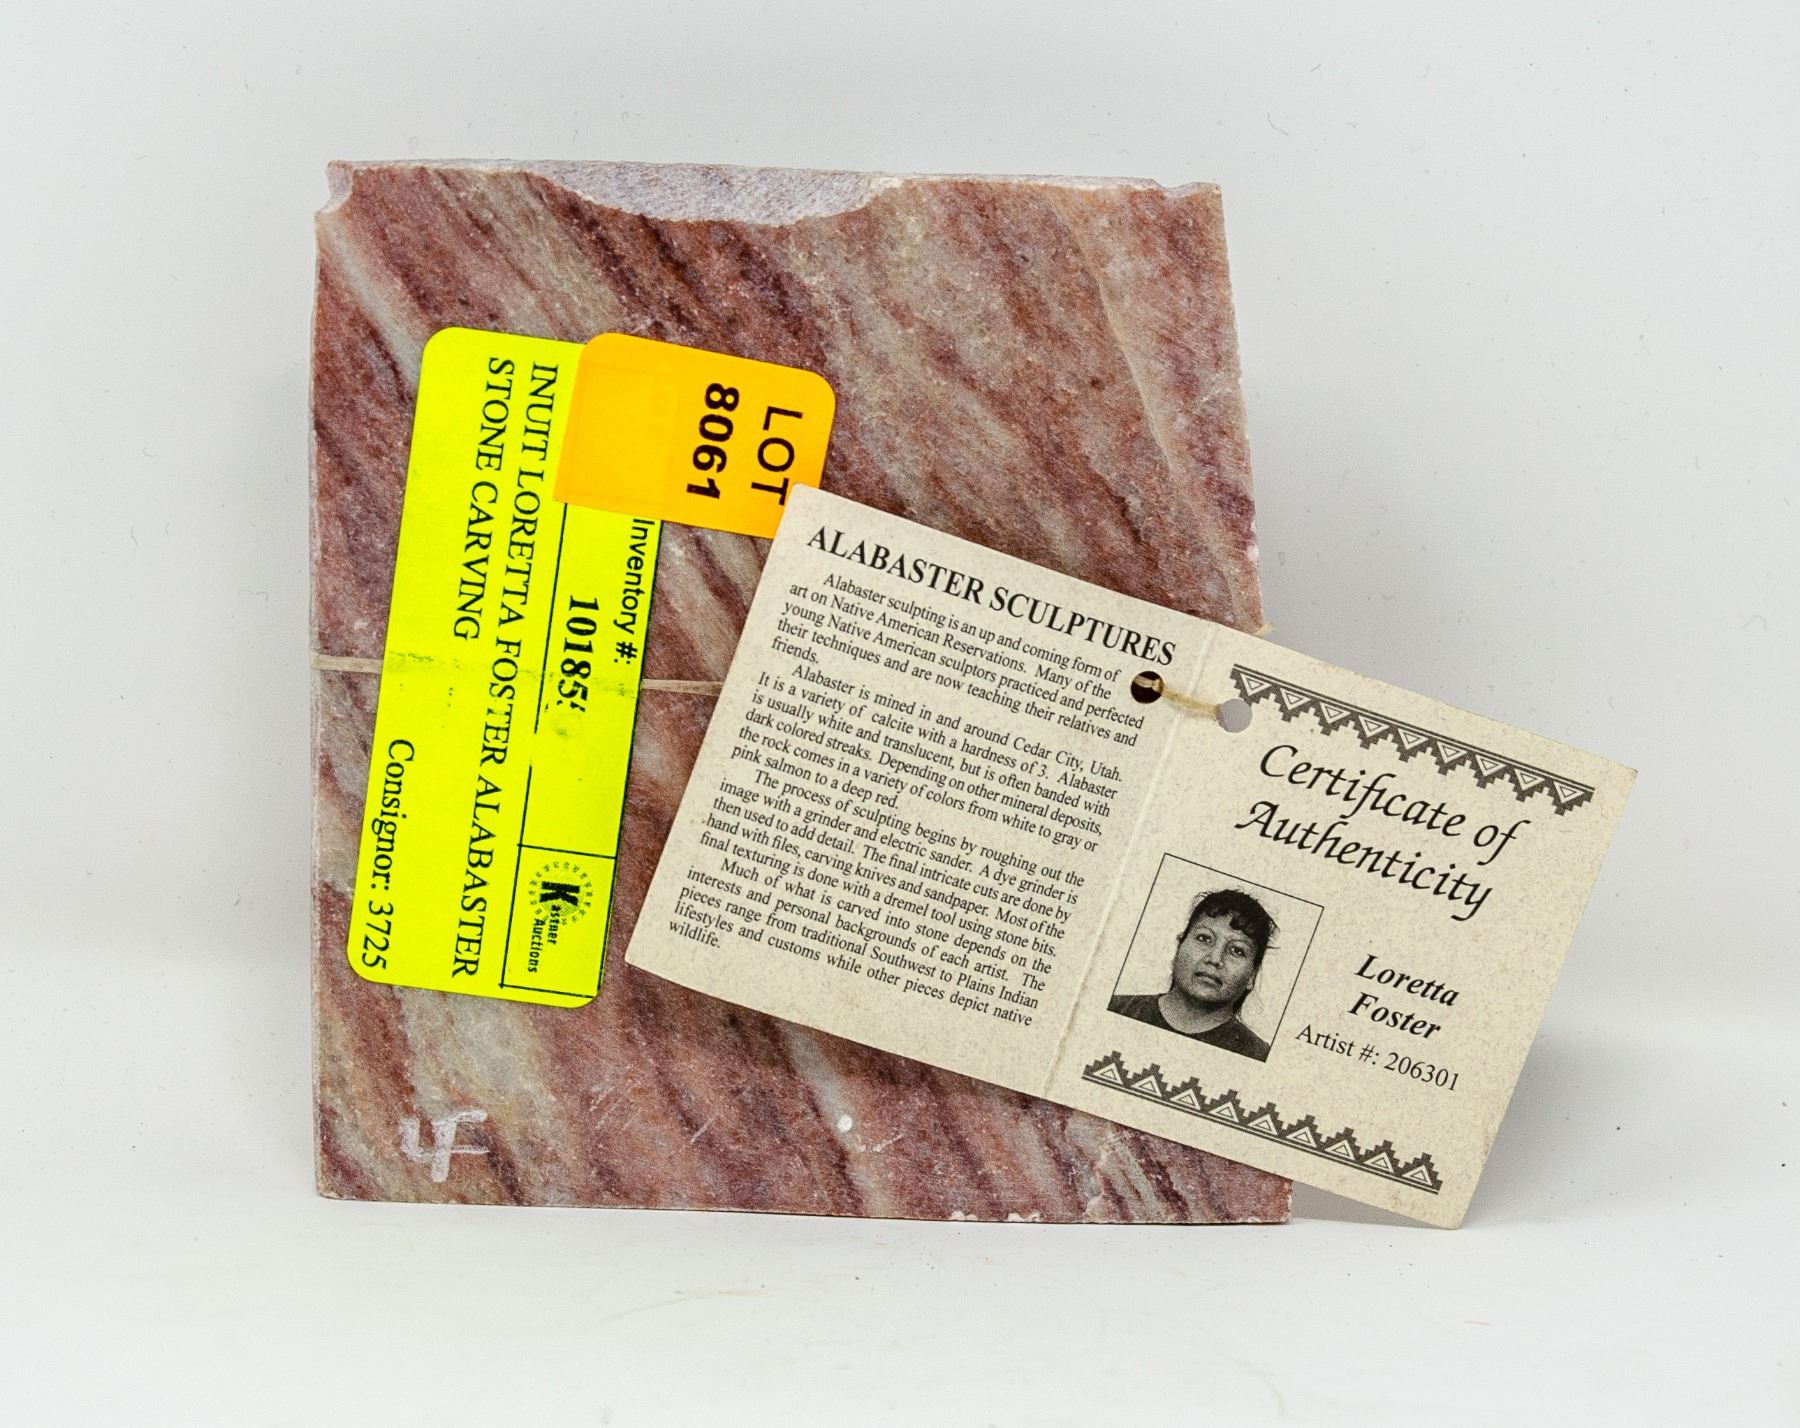 LOT
8061
Inventory #:
10185
Kastner
Auctions
INUIT LORETTA FOSTER ALABASTER
STONE CARVING
Consignor: 3725
ALABASTER SCULPTURES
Alabaster sculpting is an up and coming form of
art on Native American Reservations. Many of the
young Native American sculptors practiced and perfected
their techniques and are now teaching their relatives and
friends.
Alabaster is mined in and around Cedar City, Utah.
It is a variety of calcite with a hardness of 3. Alabaster
is usually white and translucent, but is often banded with
dark colored streaks. Depending on other mineral deposits,
the rock comes in a variety of colors from white to gray or
pink salmon to a deep red.
The process of sculpting begins by roughing out the
image with a grinder and electric sander. A dye grinder is
then used to add detail. The final intricate cuts are done by
hand with files, carving knives and sandpaper. Most of the
final texturing is done with a dremel tool using stone bits.
Much of what is carved into stone depends on the
interests and personal backgrounds of each artist. The
pieces range from traditional Southwest to Plains Indian
lifestyles and customs while other pieces depict native
wildlife.
Certificate of
Authenticity
Loretta
Foster
Artist #: 206301
LF